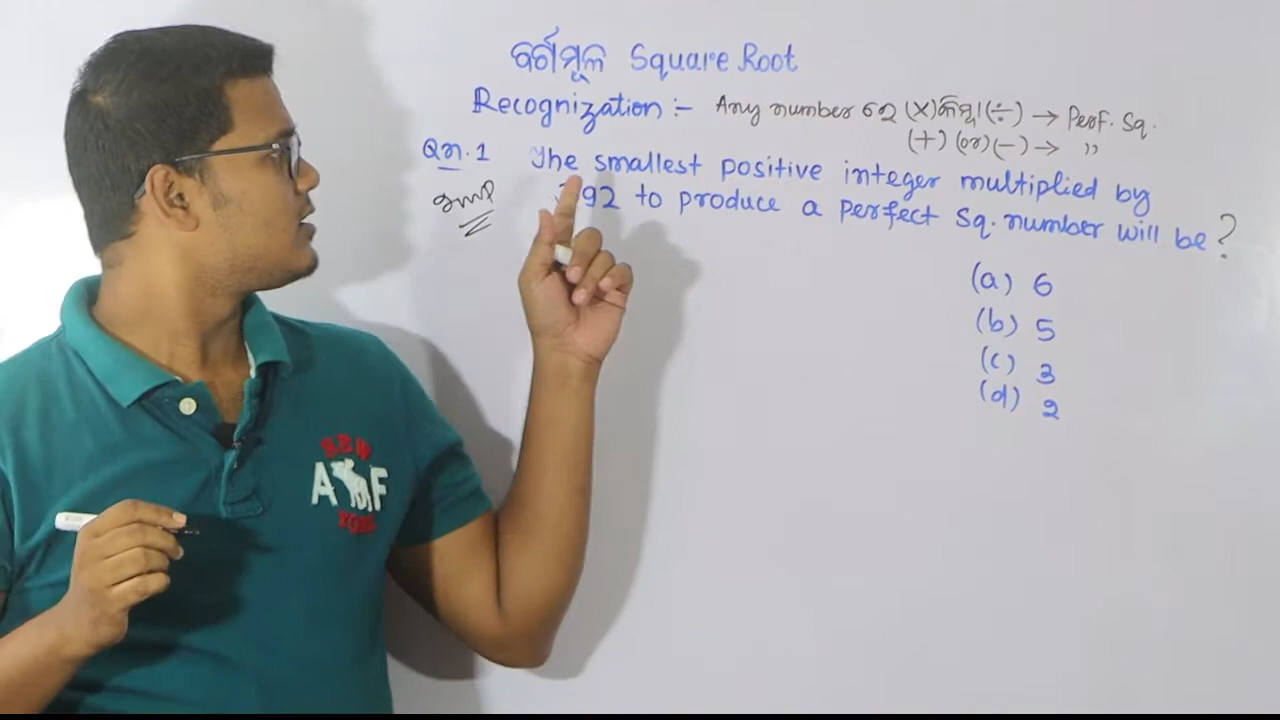 ବର୍ଗମୂଳ Square Root
Recognization :- Any number ରେ (×) କିମ୍ବା (÷) → Perf. Sq.
(+) (or) (-) → ,,
Qn. 1 The smallest positive integer multiplied by
Imp 92 to produce a perfect Sq. number will be ?
(a) 6
(b) 5
(c) 3
(d) 2
A F